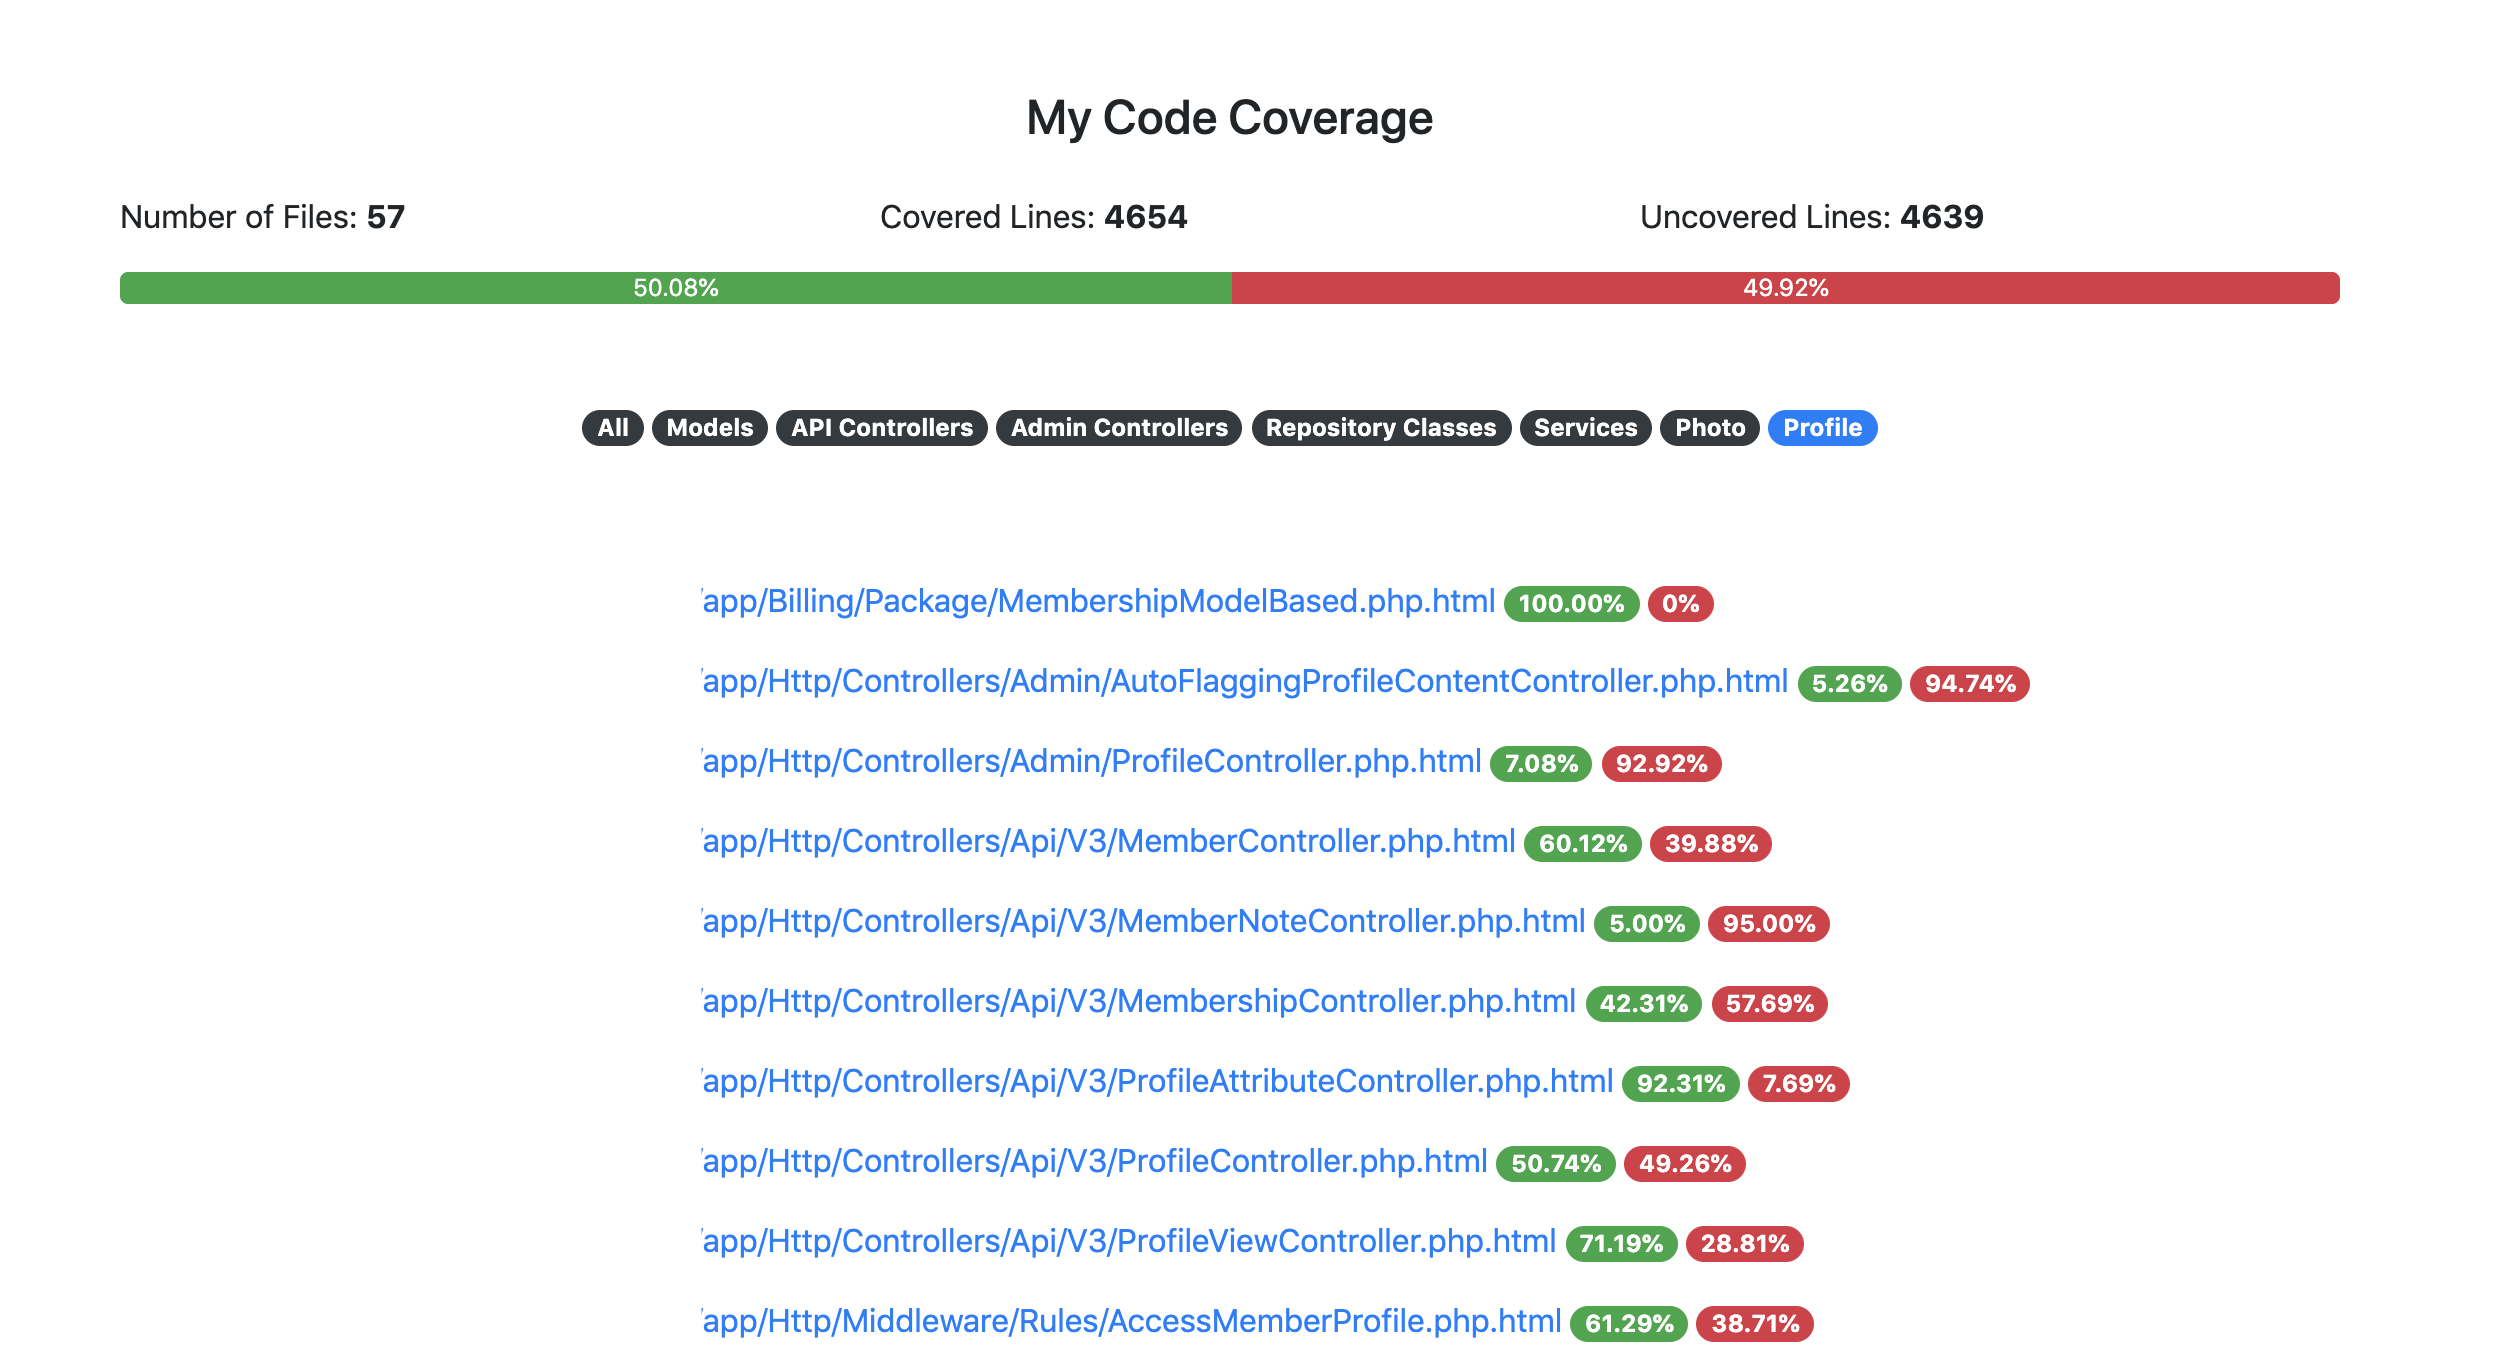 My Code Coverage
Number of Files: 57 Covered Lines: 4654 Uncovered Lines: 4639
50.08% 49.92%
All Models API Controllers Admin Controllers Repository Classes Services Photo Profile
/app/Billing/Package/MembershipModelBased.php.html 100.00% 0%
/app/Http/Controllers/Admin/AutoFlaggingProfileContentController.php.html 5.26% 94.74%
/app/Http/Controllers/Admin/ProfileController.php.html 7.08% 92.92%
/app/Http/Controllers/Api/V3/MemberController.php.html 60.12% 39.88%
/app/Http/Controllers/Api/V3/MemberNoteController.php.html 5.00% 95.00%
/app/Http/Controllers/Api/V3/MembershipController.php.html 42.31% 57.69%
/app/Http/Controllers/Api/V3/ProfileAttributeController.php.html 92.31% 7.69%
/app/Http/Controllers/Api/V3/ProfileController.php.html 50.74% 49.26%
/app/Http/Controllers/Api/V3/ProfileViewController.php.html 71.19% 28.81%
/app/Http/Middleware/Rules/AccessMemberProfile.php.html 61.29% 38.71%